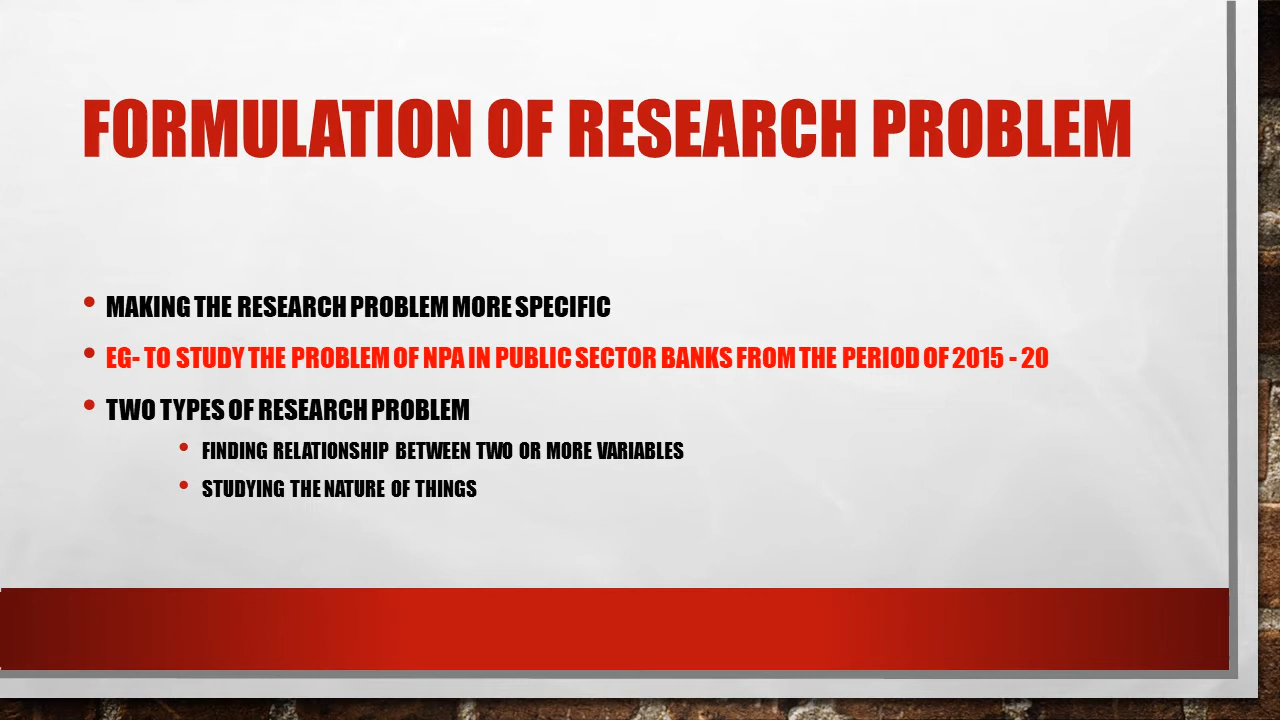 FORMULATION OF RESEARCH PROBLEM
• MAKING THE RESEARCH PROBLEM MORE SPECIFIC
• EG- TO STUDY THE PROBLEM OF NPA IN PUBLIC SECTOR BANKS FROM THE PERIOD OF 2015 - 20
• TWO TYPES OF RESEARCH PROBLEM
• FINDING RELATIONSHIP BETWEEN TWO OR MORE VARIABLES
• STUDYING THE NATURE OF THINGS